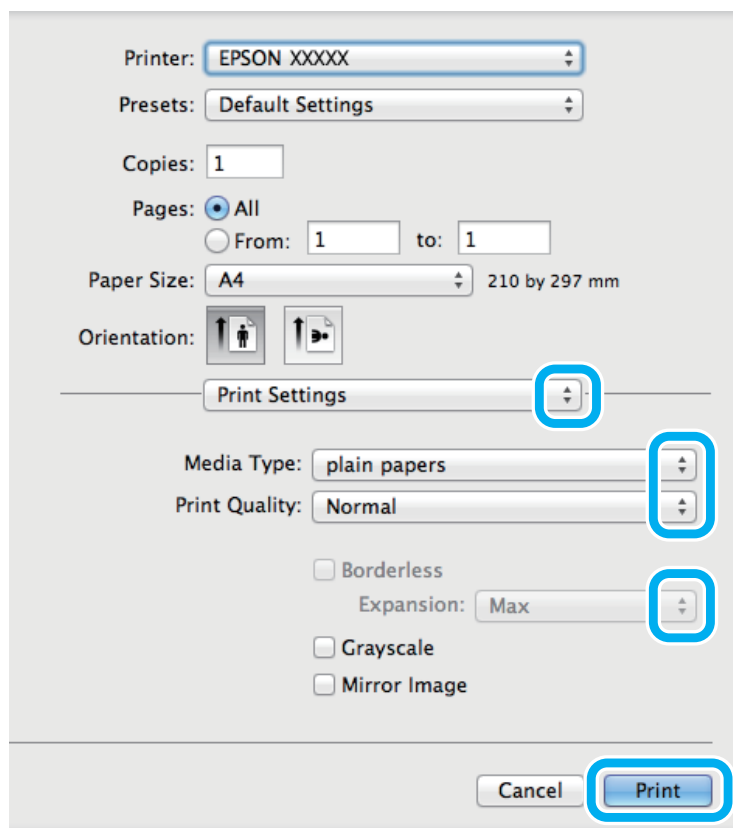 Printer: EPSON XXXXX
Presets: Default Settings
Copies: 1
Pages: All
From: 1 to: 1
Paper Size: A4 210 by 297 mm
Orientation:
Print Settings
Media Type: plain papers
Print Quality: Normal
Borderless
Expansion: Max
Grayscale
Mirror Image
Cancel Print